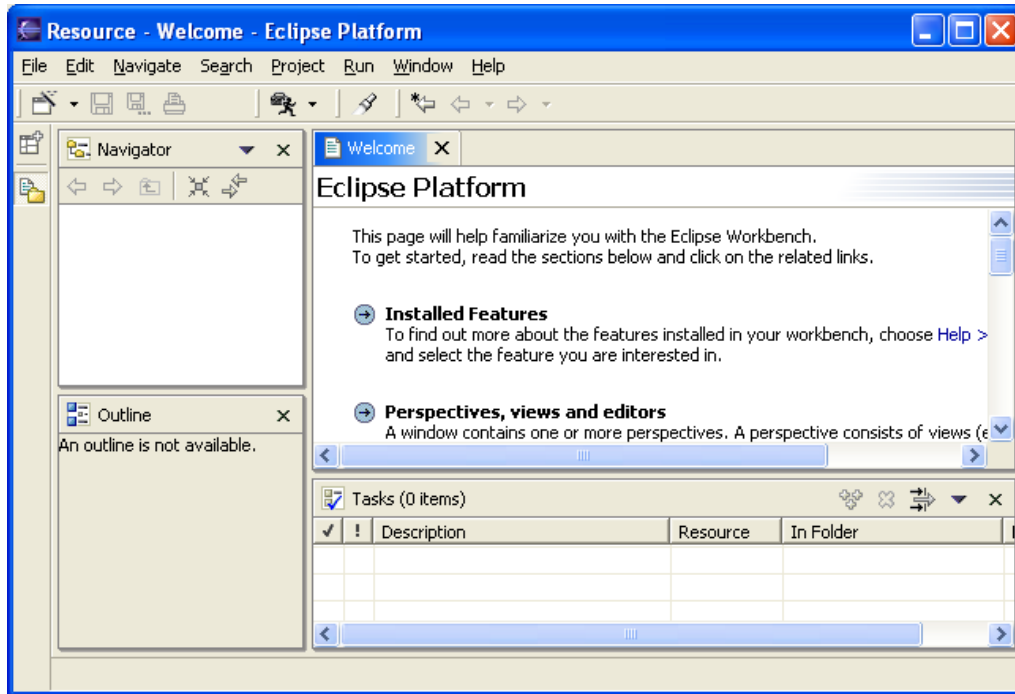 Resource - Welcome - Eclipse Platform
File Edit Navigate Search Project Run Window Help
Navigator
Welcome
Eclipse Platform
This page will help familiarize you with the Eclipse Workbench.
To get started, read the sections below and click on the related links.
Installed Features
To find out more about the features installed in your workbench, choose Help >
and select the feature you are interested in.
Perspectives, views and editors
A window contains one or more perspectives. A perspective consists of views (e
Outline
An outline is not available.
Tasks (0 items)
! Description Resource In Folder